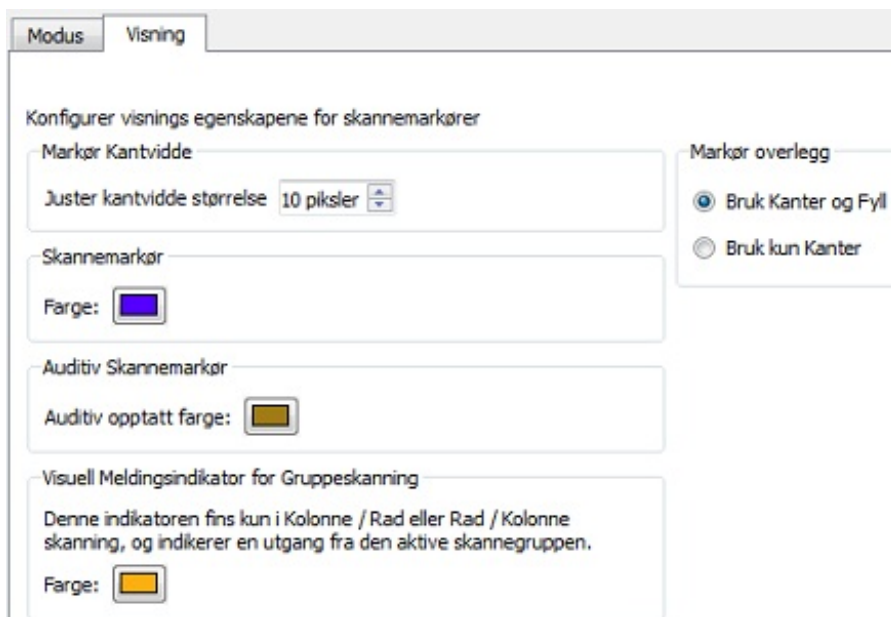 Modus
Visning
Konfigurer visnings egenskapene for skannemarkører
Markør Kantvidde
Juster kantvidde størrelse 10 piksler
Markør overlegg
Bruk Kanter og Fyll
Bruk kun Kanter
Skannemarkør
Farge:
Auditiv Skannemarkør
Auditiv opptatt farge:
Visuell Meldingsindikator for Gruppeskanning
Denne indikatoren fins kun i Kolonne / Rad eller Rad / Kolonne
skanning, og indikerer en utgang fra den aktive skannegruppen.
Farge: